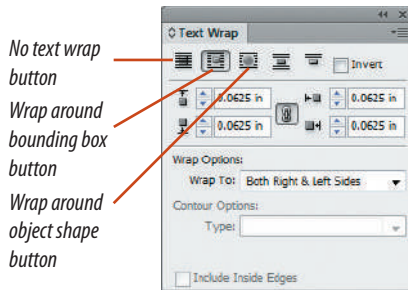 No text wrap
button
Wrap around
bounding box
button
Wrap around
object shape
button
Text Wrap
Invert
0.0625 in
0.0625 in
0.0625 in
0.0625 in
Wrap Options:
Wrap To: Both Right & Left Sides
Contour Options:
Type:
Include Inside Edges